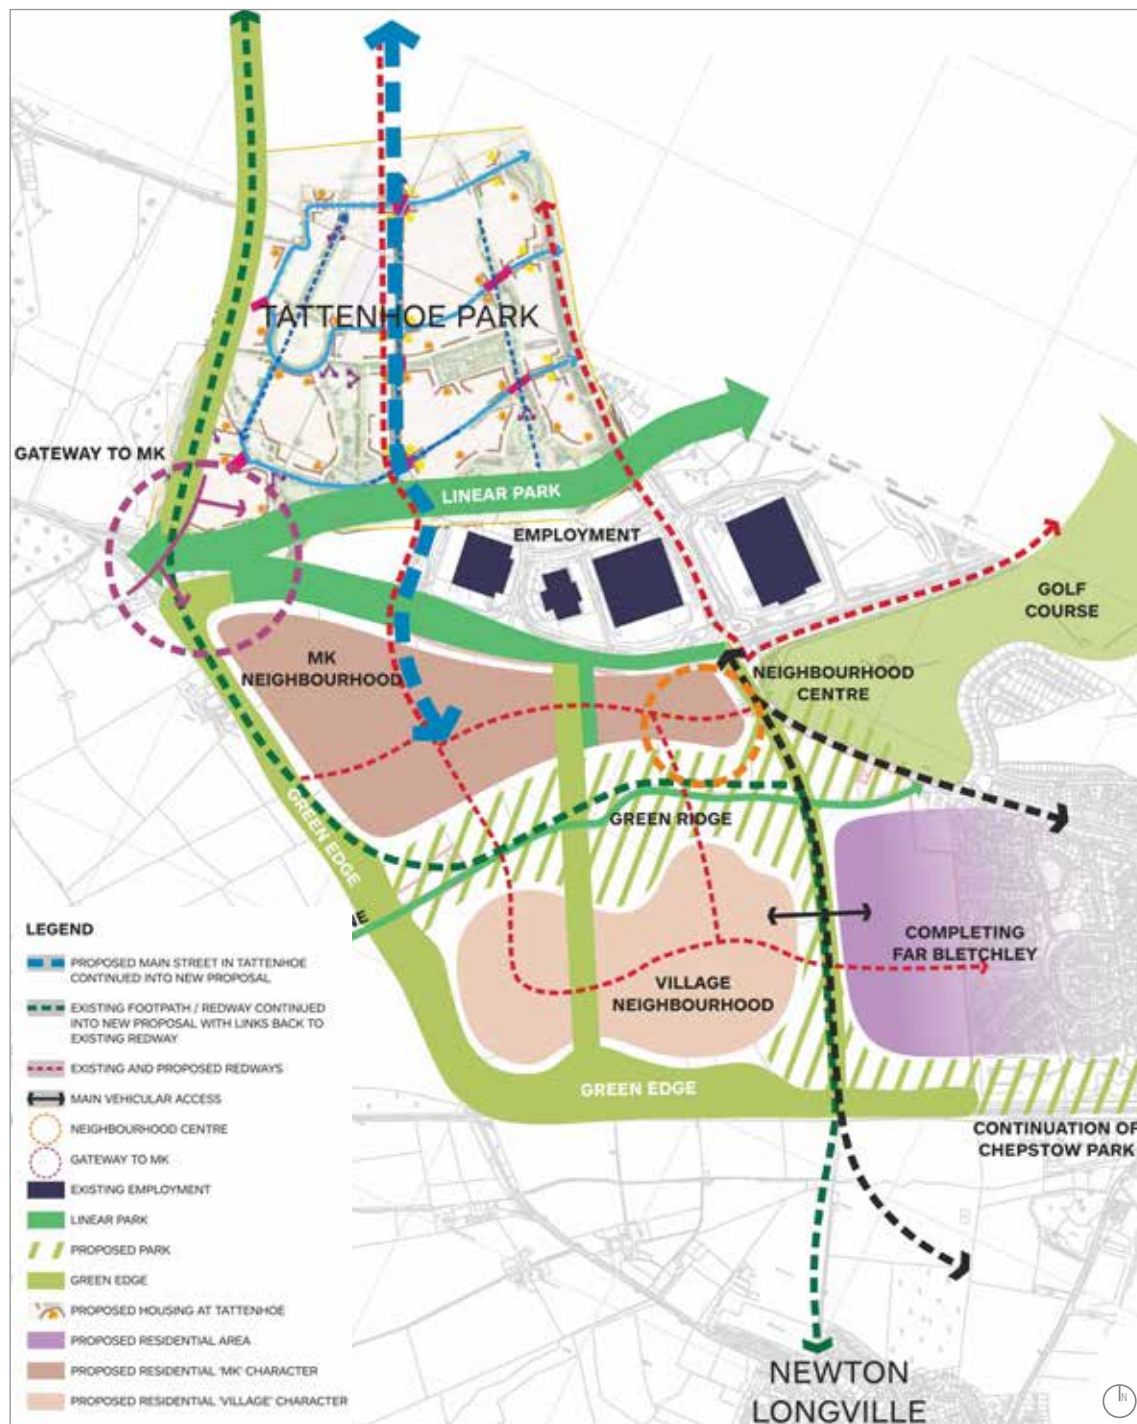 TATTENHOE PARK
GATEWAY TO MK
LINEAR PARK
EMPLOYMENT
GOLF
COURSE
MK
NEIGHBOURHOOD
NEIGHBOURHOOD
CENTRE
GREEN EDGE
GREEN RIDGE
COMPLETING
FAR BLETCHLEY
VILLAGE
NEIGHBOURHOOD
GREEN EDGE
CONTINUATION OF
CHEPSTOW PARK
NEWTON
LONGVILLE
N
LEGEND
PROPOSED MAIN STREET IN TATTENHOE
CONTINUED INTO NEW PROPOSAL
EXISTING FOOTPATH / REDWAY CONTINUED
INTO NEW PROPOSAL WITH LINKS BACK TO
EXISTING REDWAY
EXISTING AND PROPOSED REDWAYS
MAIN VEHICULAR ACCESS
NEIGHBOURHOOD CENTRE
GATEWAY TO MK
EXISTING EMPLOYMENT
LINEAR PARK
PROPOSED PARK
GREEN EDGE
PROPOSED HOUSING AT TATTENHOE
PROPOSED RESIDENTIAL AREA
PROPOSED RESIDENTIAL 'MK' CHARACTER
PROPOSED RESIDENTIAL 'VILLAGE' CHARACTER